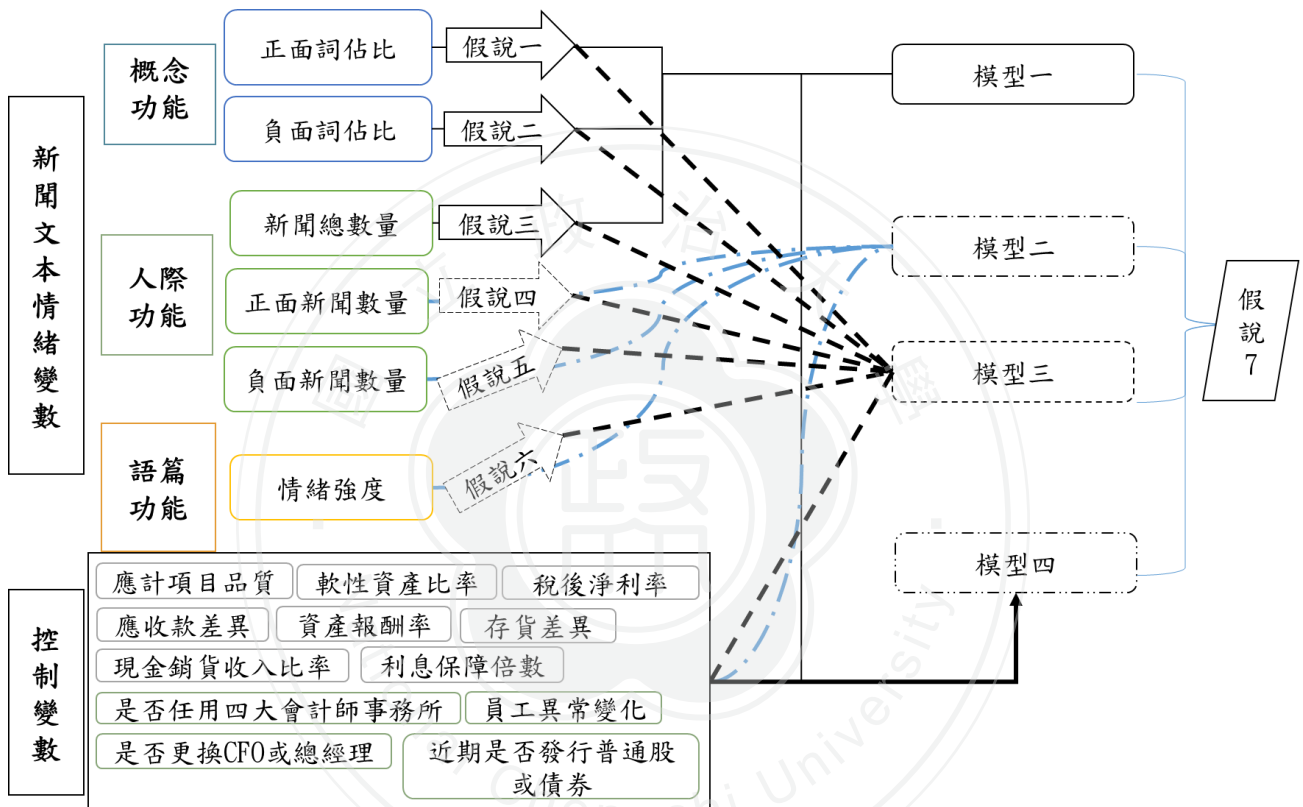 新聞文本情緒變數
概念
功能
正面詞佔比
假說一
負面詞佔比
假說二
人際
功能
新聞總數量
假說三
正面新聞數量
假說四
負面新聞數量
假說五
語篇
功能
情緒強度
假說六
控制變數
應計項目品質
軟性資產比率
稅後淨利率
應收款差異
資產報酬率
存貨差異
現金銷貨收入比率
利息保障倍數
是否任用四大會計師事務所
員工異常變化
是否更換CFO或總經理
近期是否發行普通股
或債券
模型一
模型二
模型三
模型四
假說7